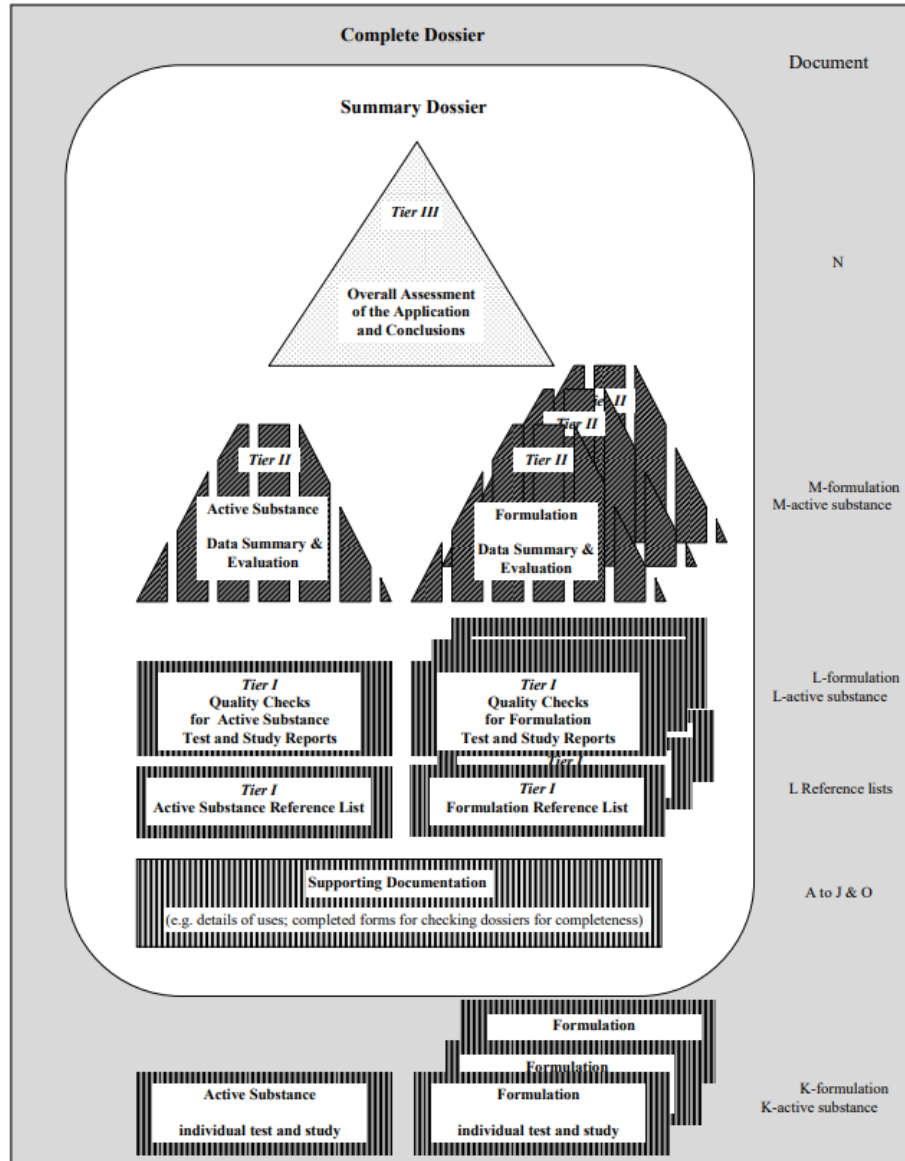 Complete Dossier
Document
Summary Dossier
Tier III
N
Overall Assessment
of the Application
and Conclusions
Tier II
Tier II
Tier II
Tier II
M-formulation
M-active substance
Active Substance
Data Summary &
Evaluation
Formulation
Data Summary &
Evaluation
L-formulation
L-active substance
Tier I
Quality Checks
for Active Substance
Test and Study Reports
Tier I
Quality Checks
for Formulation
Test and Study Reports
Tier I
Tier I
Active Substance Reference List
Tier I
Formulation Reference List
L Reference lists
Supporting Documentation
(e.g. details of uses; completed forms for checking dossiers for completeness)
A to J & O
Formulation
Formulation
Active Substance
individual test and study
Formulation
individual test and study
K-formulation
K-active substance